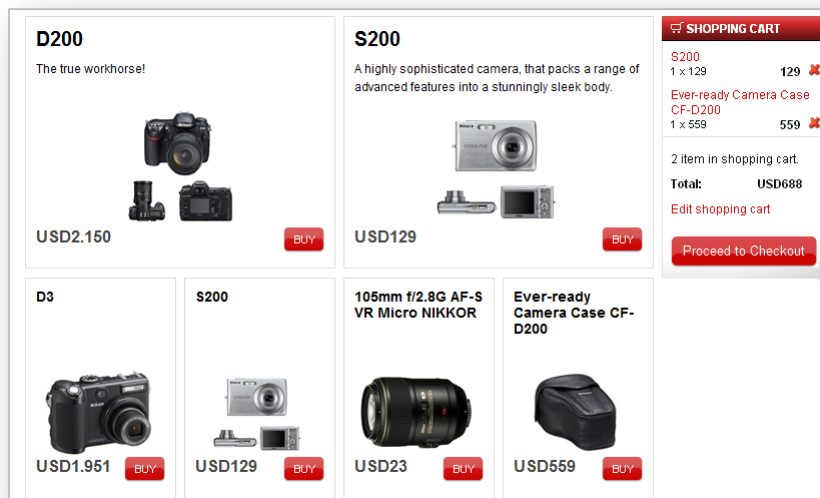 D200
The true workhorse!
USD2.150
BUY
S200
A highly sophisticated camera, that packs a range of
advanced features into a stunningly sleek body.
Nikon
COOLPIX
USD129
BUY
SHOPPING CART
S200
1 x 129 129
Ever-ready Camera Case
CF-D200
1 x 559 559
2 item in shopping cart.
Total: USD688
Edit shopping cart
Proceed to Checkout
D3
Nikon
USD1.951
BUY
S200
USD129
BUY
105mm f/2.8G AF-S
VR Micro NIKKOR
USD23
BUY
Ever-ready
Camera Case CF-
D200
USD559
BUY